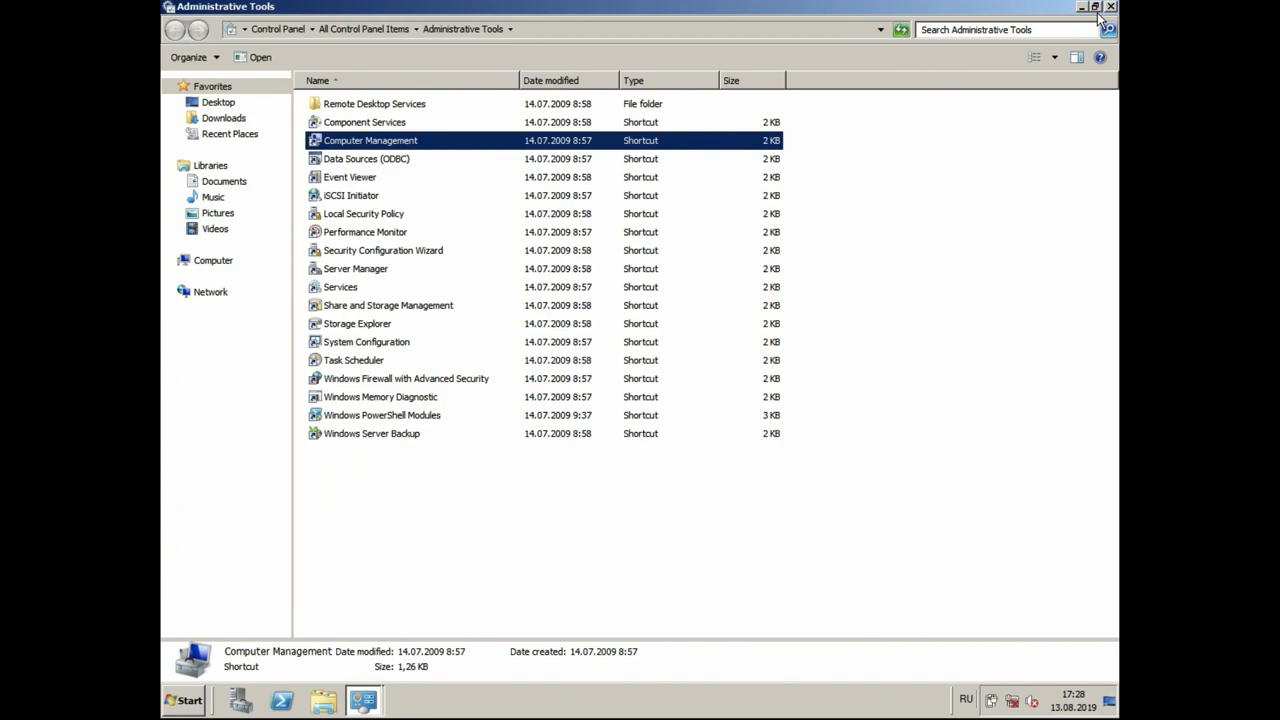 Administrative Tools
Control Panel All Control Panel Items Administrative Tools Search Administrative Tools
Organize Open
Name Date modified Type Size
Favorites
Desktop
Downloads
Recent Places
Libraries
Documents
Music
Pictures
Videos
Computer
Network
Remote Desktop Services 14.07.2009 8:58 File folder
Component Services 14.07.2009 8:58 Shortcut 2 KB
Computer Management 14.07.2009 8:57 Shortcut 2 KB
Data Sources (ODBC) 14.07.2009 8:57 Shortcut 2 KB
Event Viewer 14.07.2009 8:57 Shortcut 2 KB
iSCSI Initiator 14.07.2009 8:57 Shortcut 2 KB
Local Security Policy 14.07.2009 8:58 Shortcut 2 KB
Performance Monitor 14.07.2009 8:57 Shortcut 2 KB
Security Configuration Wizard 14.07.2009 8:58 Shortcut 2 KB
Server Manager 14.07.2009 8:58 Shortcut 2 KB
Services 14.07.2009 8:57 Shortcut 2 KB
Share and Storage Management 14.07.2009 8:58 Shortcut 2 KB
Storage Explorer 14.07.2009 8:58 Shortcut 2 KB
System Configuration 14.07.2009 8:57 Shortcut 2 KB
Task Scheduler 14.07.2009 8:58 Shortcut 2 KB
Windows Firewall with Advanced Security 14.07.2009 8:57 Shortcut 2 KB
Windows Memory Diagnostic 14.07.2009 8:57 Shortcut 2 KB
Windows PowerShell Modules 14.07.2009 9:37 Shortcut 3 KB
Windows Server Backup 14.07.2009 8:58 Shortcut 2 KB
Computer Management Date modified: 14.07.2009 8:57 Date created: 14.07.2009 8:57
Shortcut Size: 1,26 KB
Start RU 17:28
13.08.2019